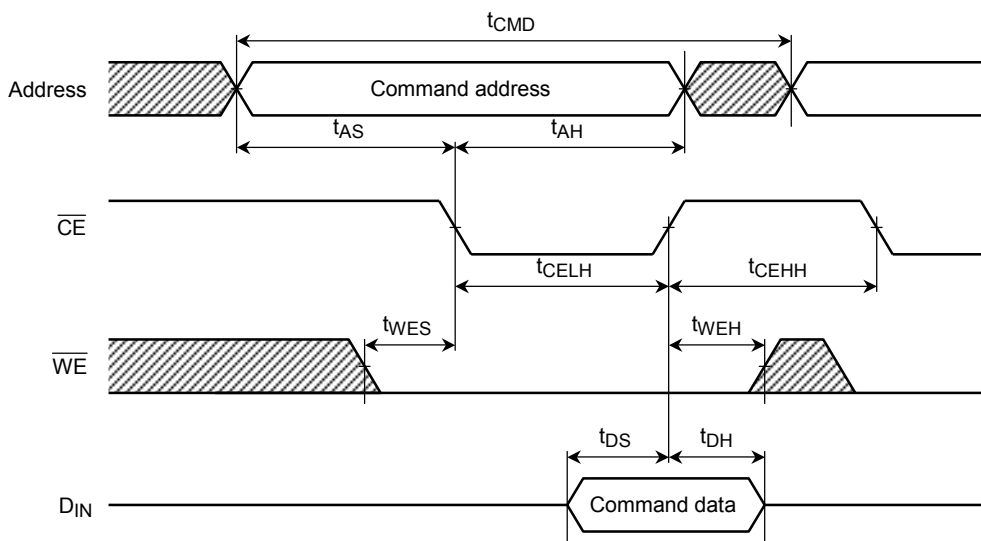 tCMD
Address
Command address
tAS
tAH
CE
tCELH
tCEHH
tWES
tWEH
WE
tDS
tDH
DIN
Command data